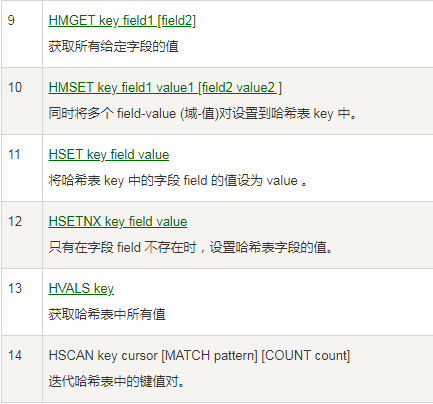 9 HMGET key field1 [field2]
获取所有给定字段的值
10 HMSET key field1 value1 [field2 value2 ]
同时将多个 field-value (域-值)对设置到哈希表 key 中。
11 HSET key field value
将哈希表 key 中的字段 field 的值设为 value 。
12 HSETNX key field value
只有在字段 field 不存在时，设置哈希表字段的值。
13 HVALS key
获取哈希表中所有值
14 HSCAN key cursor [MATCH pattern] [COUNT count]
迭代哈希表中的键值对。